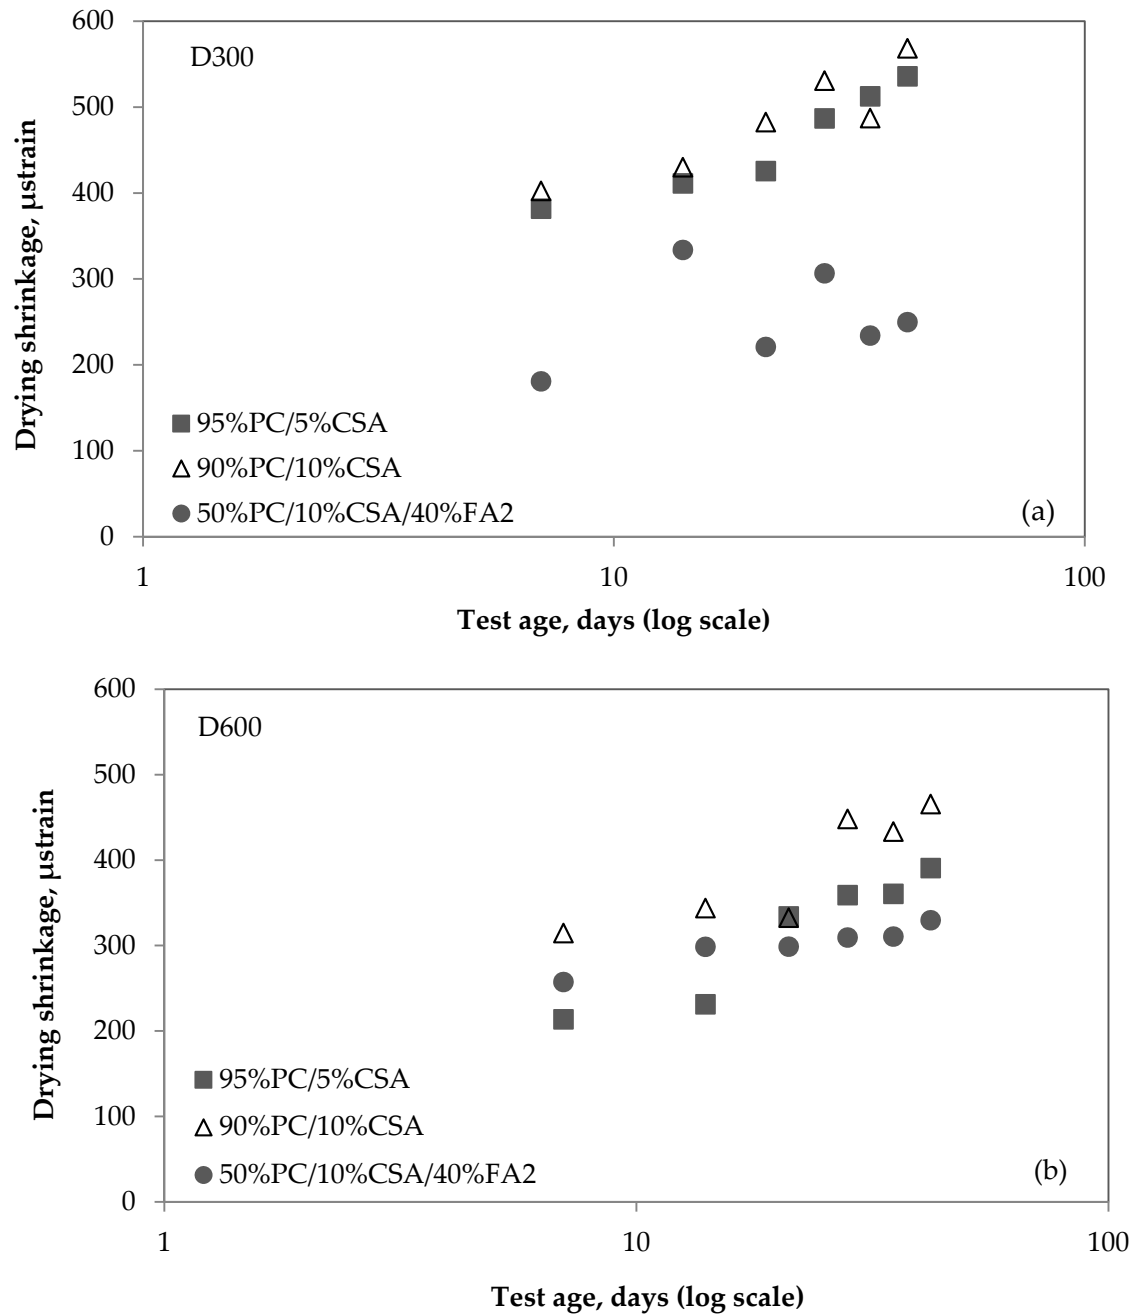 600
D300
500
400
300
200
100
0
Drying shrinkage, µstrain
95%PC/5%CSA
90%PC/10%CSA
50%PC/10%CSA/40%FA2
(a)
1
10
100
Test age, days (log scale)
600
D600
500
400
300
200
100
0
Drying shrinkage, µstrain
95%PC/5%CSA
90%PC/10%CSA
50%PC/10%CSA/40%FA2
(b)
1
10
100
Test age, days (log scale)